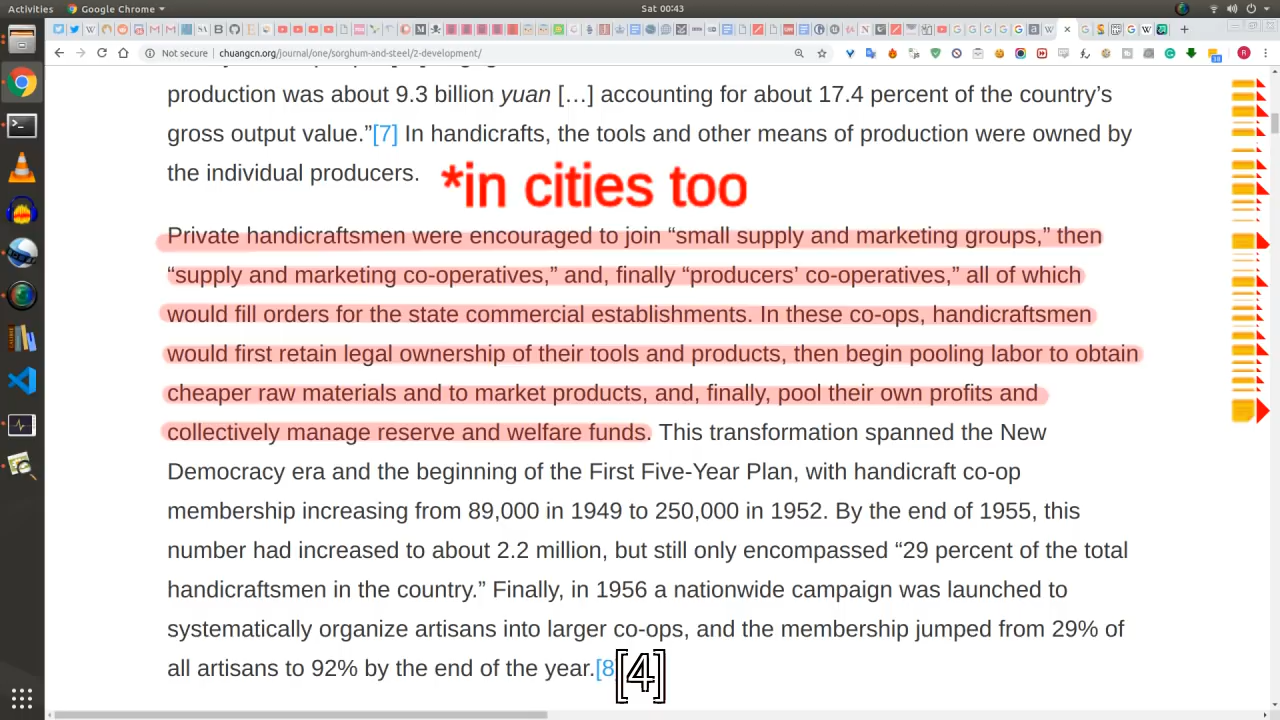 Activities
Google Chrome
Sat 00:43
Not secure
chuangcn.org/journal/one/sorghum-and-steel/2-development/
production was about 9.3 billion yuan […] accounting for about 17.4 percent of the country’s
gross output value.”[7] In handicrafts, the tools and other means of production were owned by
the individual producers.
*in cities too
Private handicraftsmen were encouraged to join “small supply and marketing groups,” then
“supply and marketing co-operatives,” and, finally “producers’ co-operatives,” all of which
would fill orders for the state commercial establishments. In these co-ops, handicraftsmen
would first retain legal ownership of their tools and products, then begin pooling labor to obtain
cheaper raw materials and to market products, and, finally, pool their own profits and
collectively manage reserve and welfare funds. This transformation spanned the New
Democracy era and the beginning of the First Five-Year Plan, with handicraft co-op
membership increasing from 89,000 in 1949 to 250,000 in 1952. By the end of 1955, this
number had increased to about 2.2 million, but still only encompassed “29 percent of the total
handicraftsmen in the country.” Finally, in 1956 a nationwide campaign was launched to
systematically organize artisans into larger co-ops, and the membership jumped from 29% of
all artisans to 92% by the end of the year.[8
[4]